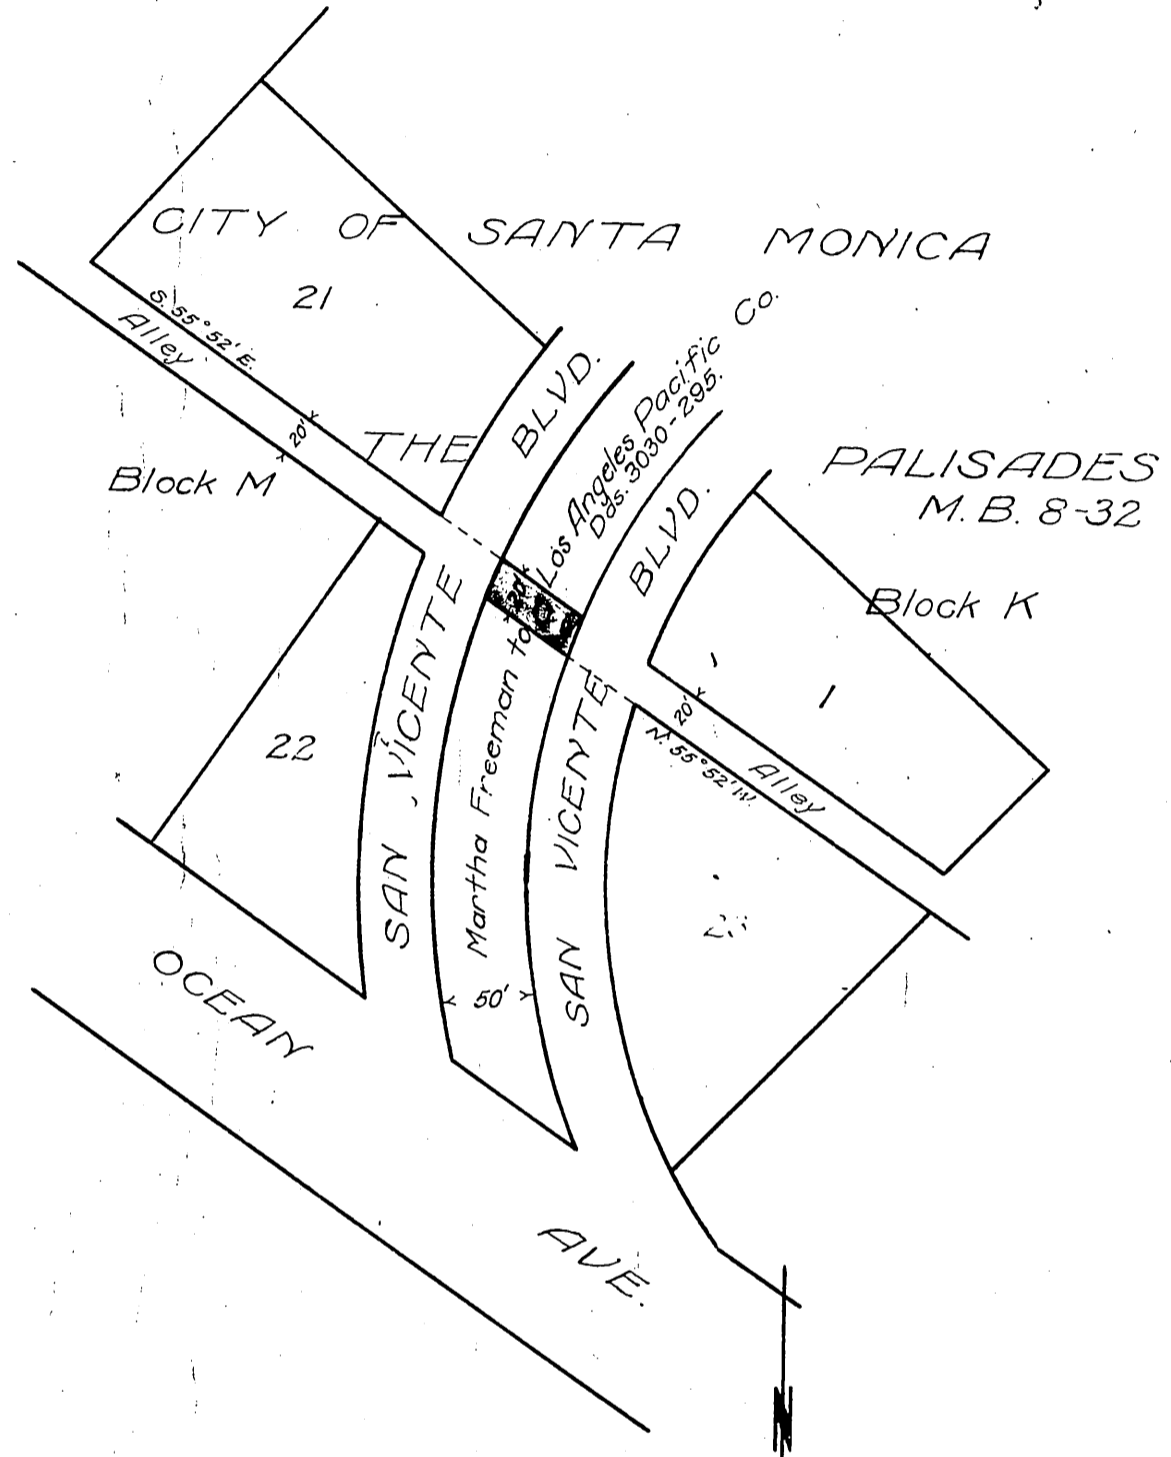 CITY OF SANTA MONICA
21
S. 55° 52' E.
Alley
20'
THE
PALISADES
M. B. 8-32
Block M
BLVD.
Martha Freeman to Los Angeles Pacific Co.
Dds. 3030-295.
20'
BLVD.
Block K
1
20'
Alley
N. 55° 52' W.
22
SAN VICENTE
SAN VICENTE
50'
OCEAN
AVE.
N